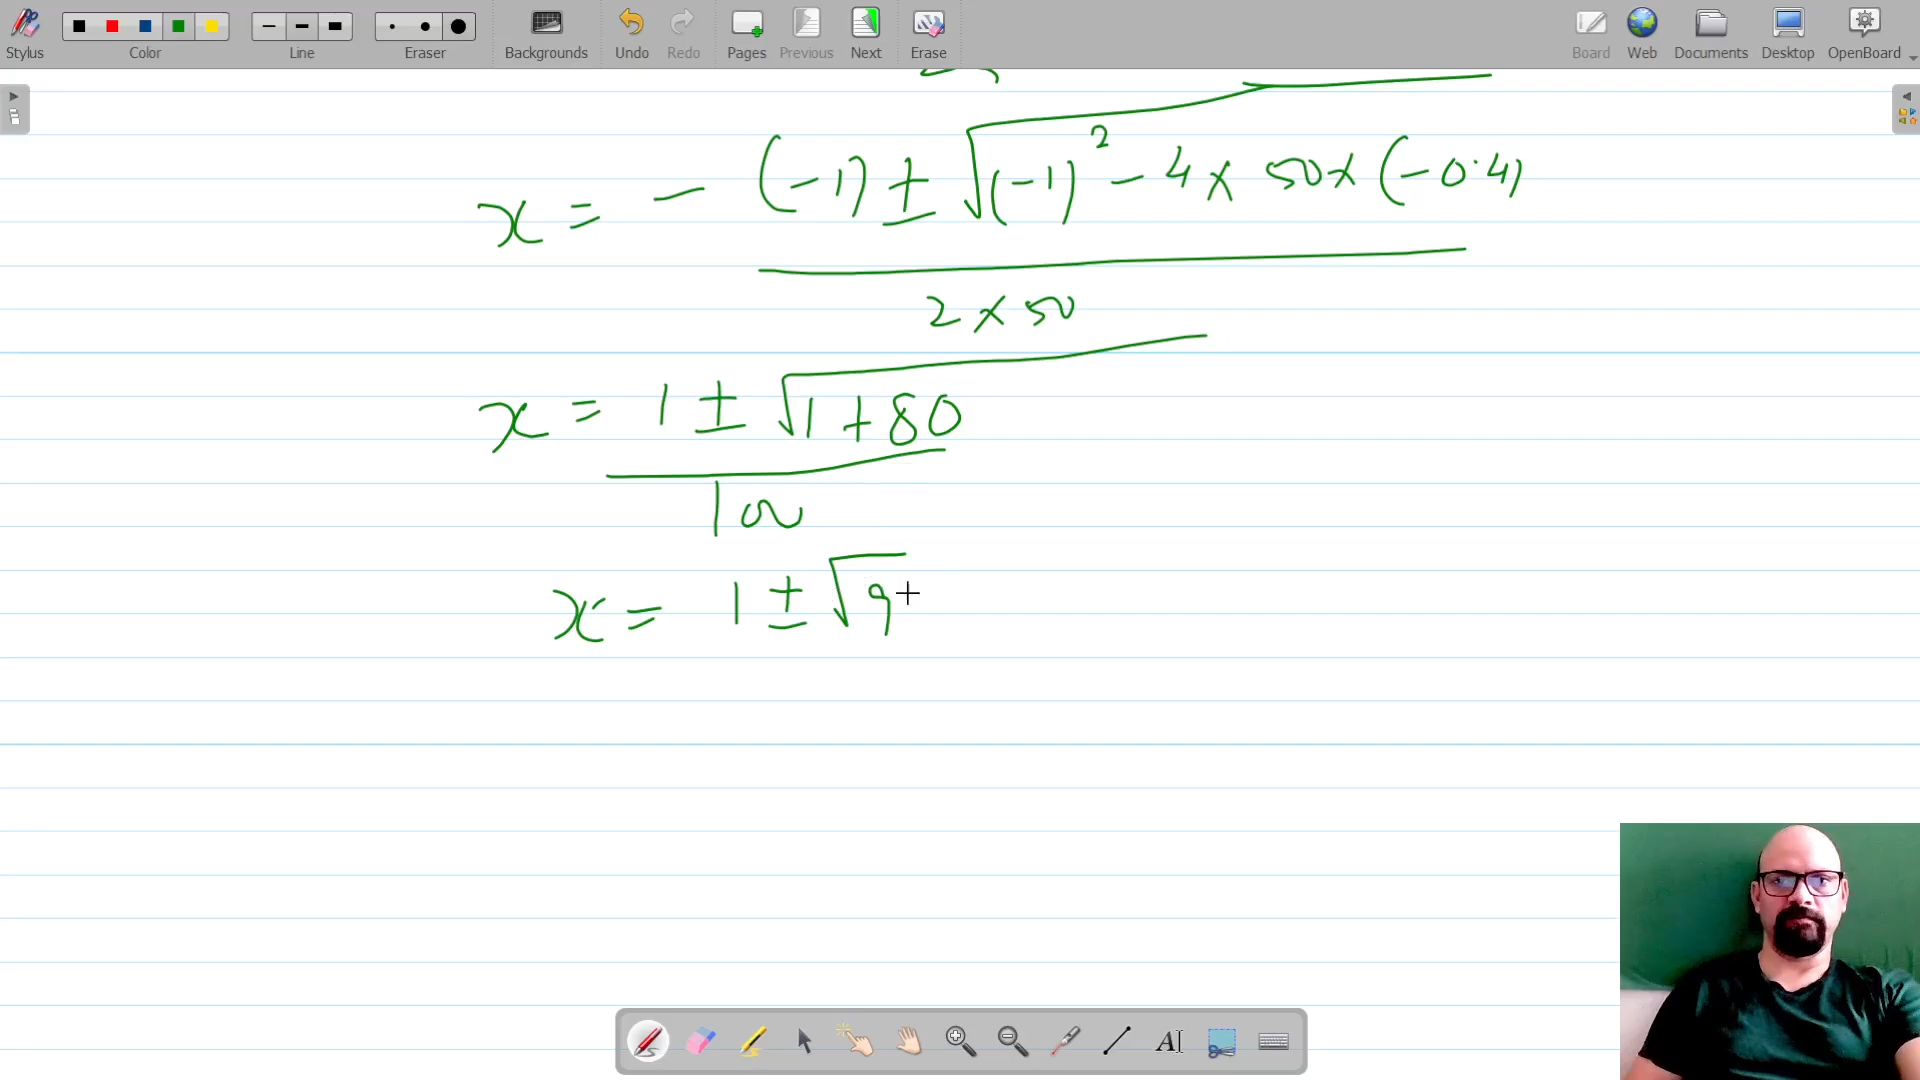 Stylus Color Line Eraser Backgrounds Undo Redo Pages Previous Next Erase Board Web Documents Desktop OpenBoard
x = - (-1) ± √(-1)² - 4 x 50 x (-0.4)
2 x 50
x = 1 ± √1 + 80
100
x = 1 ± √9